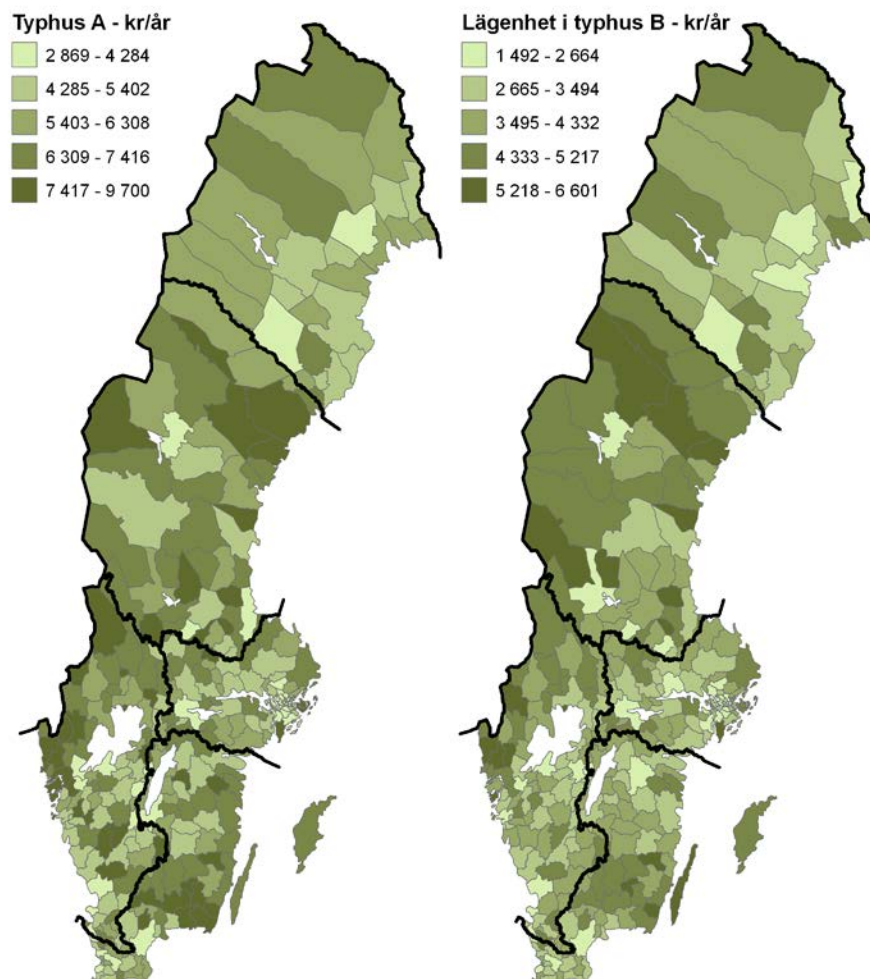 Typhus A - kr/år
2 869 - 4 284
4 285 - 5 402
5 403 - 6 308
6 309 - 7 416
7 417 - 9 700
Lägenhet i typhus B - kr/år
1 492 - 2 664
2 665 - 3 494
3 495 - 4 332
4 333 - 5 217
5 218 - 6 601